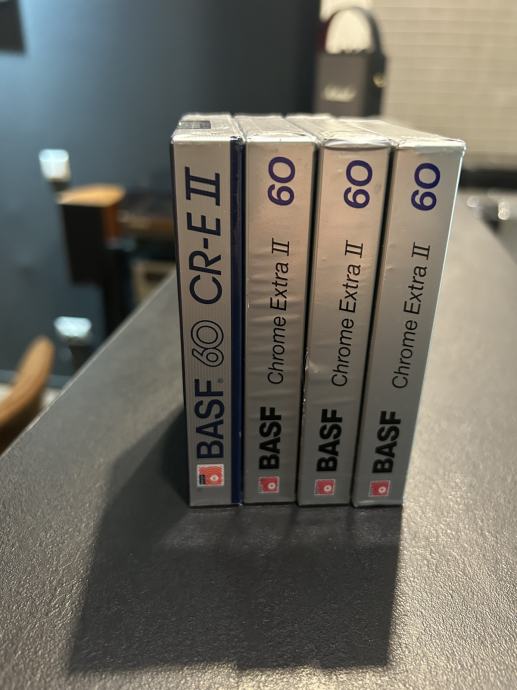 BASF 60 CR-E II
BASF Chrome Extra II 60
BASF Chrome Extra II 60
BASF Chrome Extra II 60
Marshall